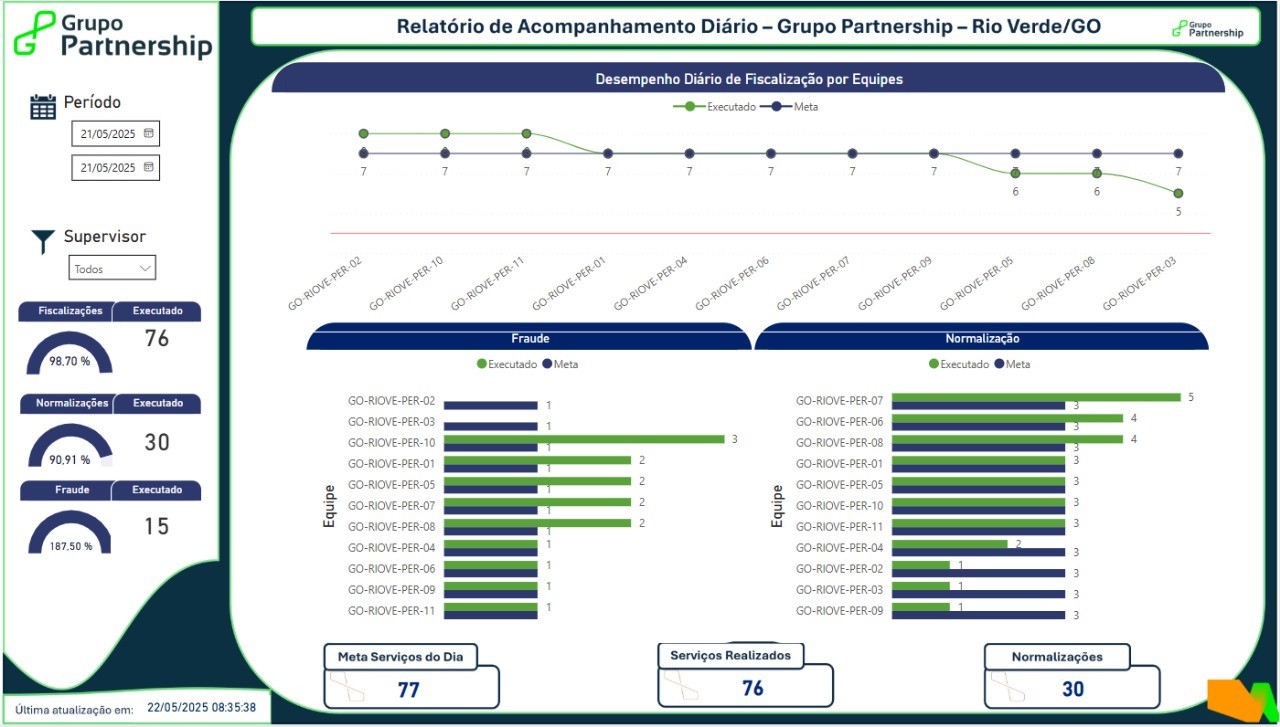 Grupo
Partnership
Relatório de Acompanhamento Diário – Grupo Partnership – Rio Verde/GO
Grupo
Partnership
Período
21/05/2025
21/05/2025
Supervisor
Todos
Fiscalizações Executado
98,70 % 76
Normalizações Executado
90,91 % 30
Fraude Executado
187,50 % 15
Desempenho Diário de Fiscalização por Equipes
Executado Meta
7 7 7 7 7 7 7 7 7 7 7
6 6
5
GO-RIOVE-PER-02
GO-RIOVE-PER-10
GO-RIOVE-PER-11
GO-RIOVE-PER-01
GO-RIOVE-PER-04
GO-RIOVE-PER-06
GO-RIOVE-PER-07
GO-RIOVE-PER-09
GO-RIOVE-PER-05
GO-RIOVE-PER-08
GO-RIOVE-PER-03
Fraude
Executado Meta
Equipe
GO-RIOVE-PER-02 1
GO-RIOVE-PER-03 1
GO-RIOVE-PER-10 3 1
GO-RIOVE-PER-01 2 1
GO-RIOVE-PER-05 2 1
GO-RIOVE-PER-07 2 1
GO-RIOVE-PER-08 2 1
GO-RIOVE-PER-04 1
GO-RIOVE-PER-06 1
GO-RIOVE-PER-09 1
GO-RIOVE-PER-11 1
Normalização
Executado Meta
Equipe
GO-RIOVE-PER-07 5 3
GO-RIOVE-PER-06 4 3
GO-RIOVE-PER-08 4 3
GO-RIOVE-PER-01 3
GO-RIOVE-PER-05 3
GO-RIOVE-PER-10 3
GO-RIOVE-PER-11 3
GO-RIOVE-PER-04 2 3
GO-RIOVE-PER-02 1 3
GO-RIOVE-PER-03 1 3
GO-RIOVE-PER-09 1 3
Meta Serviços do Dia
77
Serviços Realizados
76
Normalizações
30
Última atualização em: 22/05/2025 08:35:38